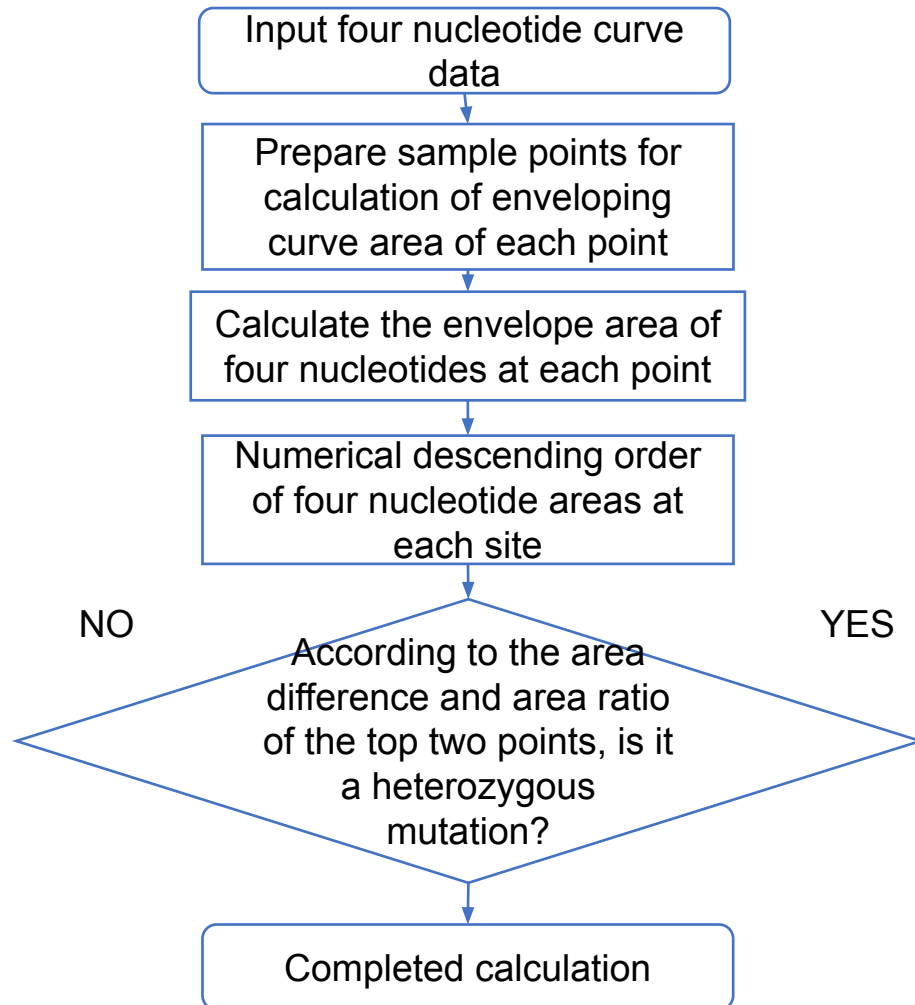 Input four nucleotide curve
data
Prepare sample points for
calculation of enveloping
curve area of each point
Calculate the envelope area of
four nucleotides at each point
Numerical descending order
of four nucleotide areas at
each site
NO
YES
According to the area
difference and area ratio
of the top two points, is it
a heterozygous
mutation?
Completed calculation